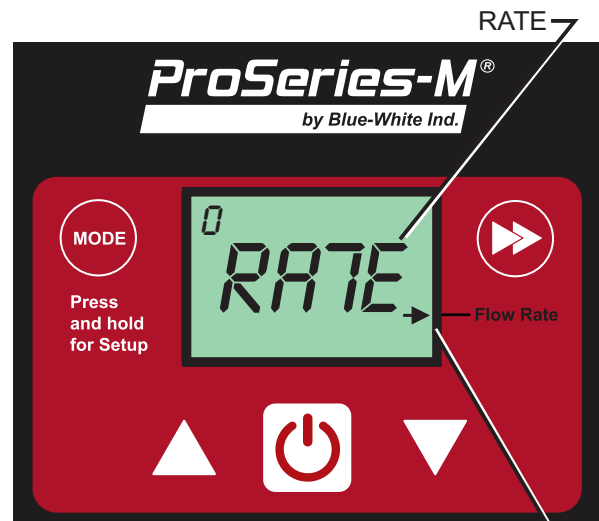 RATE
ProSeries-M®
by Blue-White Ind.
MODE
0
RATE
Flow Rate
Press
and hold
for Setup